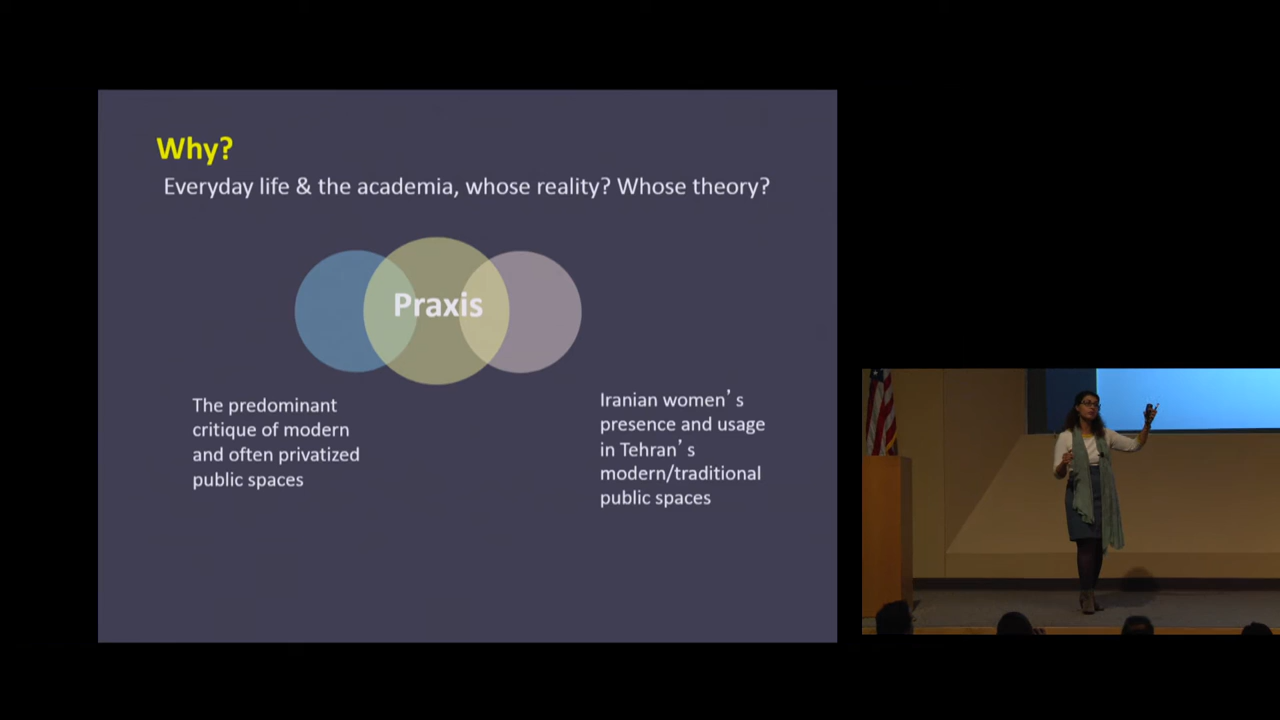 Why?
Everyday life & the academia, whose reality? Whose theory?
Praxis
The predominant
critique of modern
and often privatized
public spaces
Iranian women's
presence and usage
in Tehran's
modern/traditional
public spaces